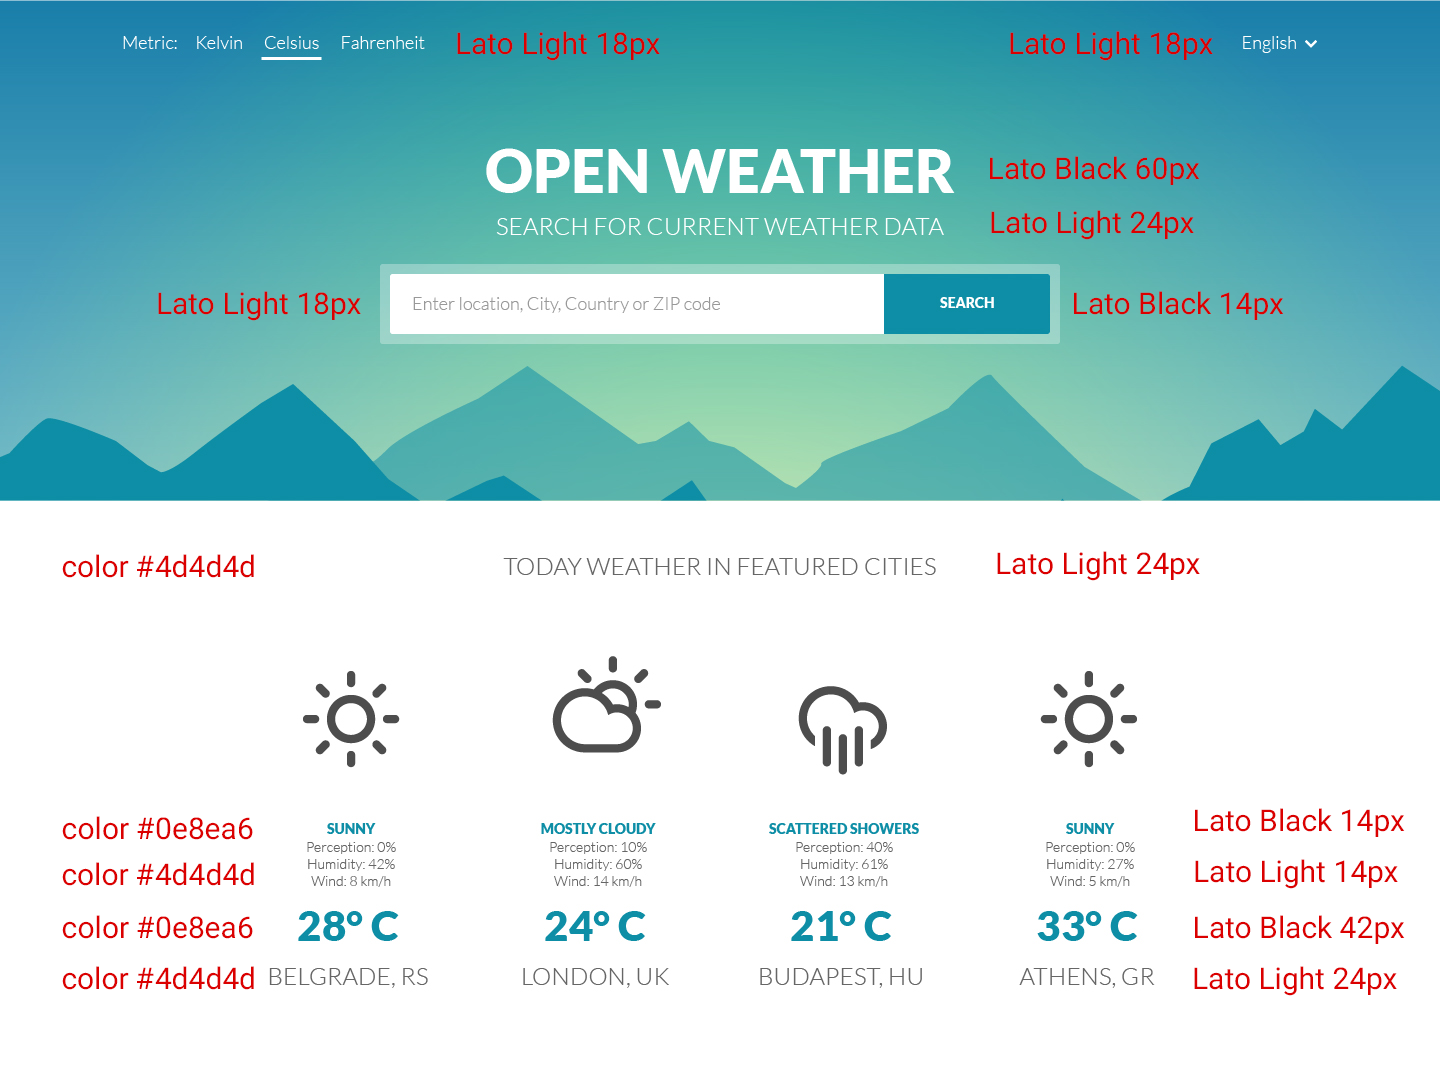 Metric: Kelvin Celsius Fahrenheit Lato Light 18px Lato Light 18px English
OPEN WEATHER Lato Black 60px
SEARCH FOR CURRENT WEATHER DATA Lato Light 24px
Lato Light 18px Enter location, City, Country or ZIP code SEARCH Lato Black 14px
color #4d4d4d TODAY WEATHER IN FEATURED CITIES Lato Light 24px
color #0e8ea6 SUNNY MOSTLY CLOUDY SCATTERED SHOWERS SUNNY Lato Black 14px
Perception: 0% Perception: 10% Perception: 40% Perception: 0%
color #4d4d4d Humidity: 42% Humidity: 60% Humidity: 61% Humidity: 27% Lato Light 14px
Wind: 8 km/h Wind: 14 km/h Wind: 13 km/h Wind: 5 km/h
color #0e8ea6 28° C 24° C 21° C 33° C Lato Black 42px
color #4d4d4d BELGRADE, RS LONDON, UK BUDAPEST, HU ATHENS, GR Lato Light 24px